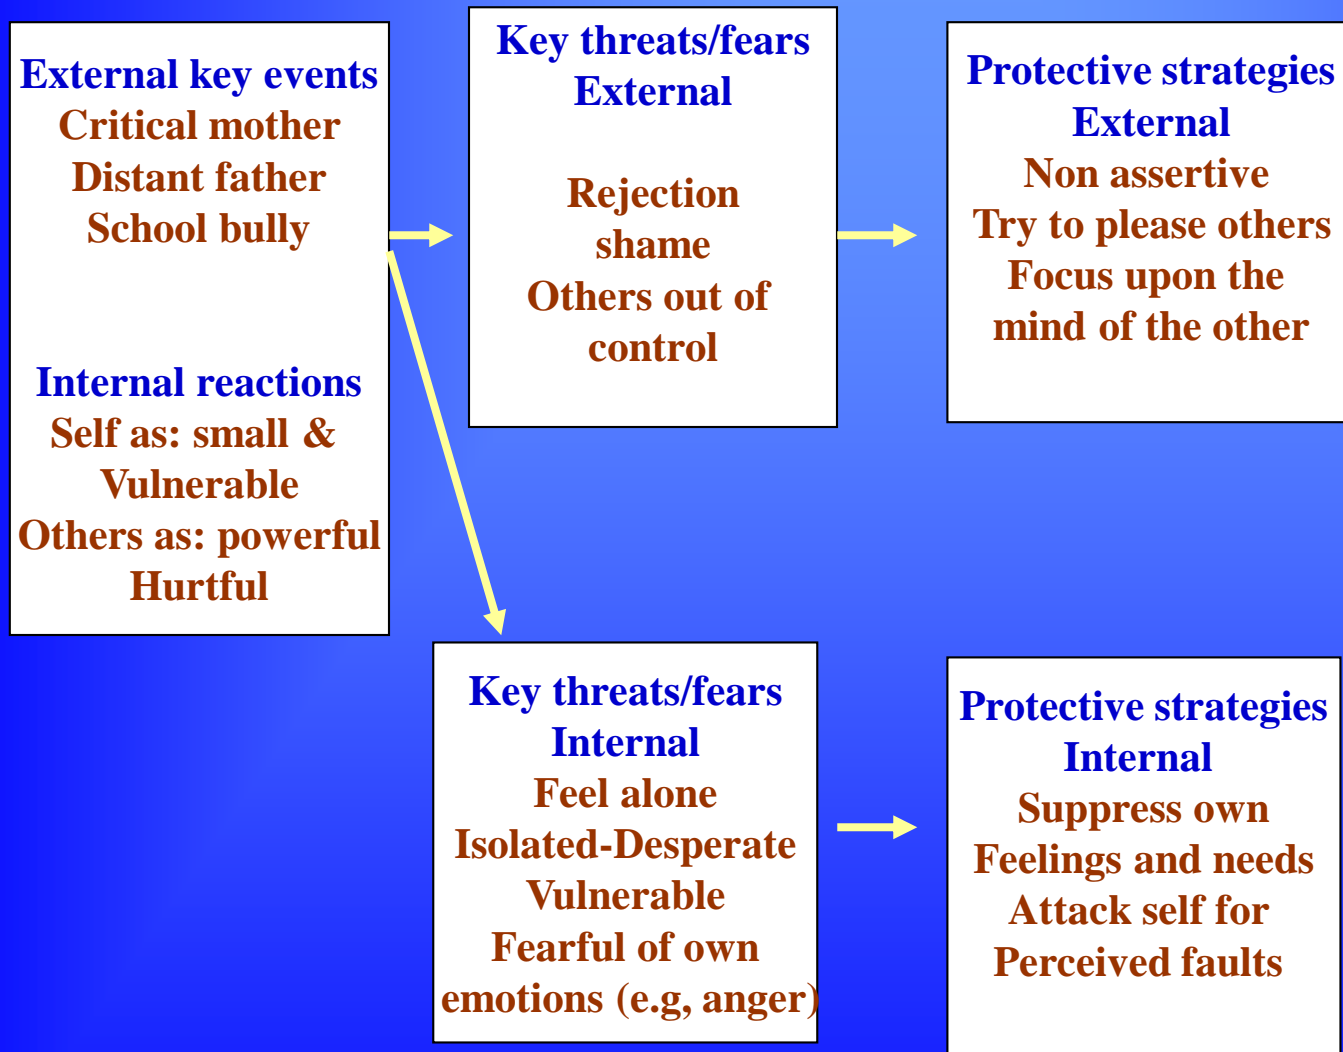 External key events
Critical mother
Distant father
School bully
Internal reactions
Self as: small &
Vulnerable
Others as: powerful
Hurtful
Key threats/fears
External
Rejection
shame
Others out of
control
Protective strategies
External
Non assertive
Try to please others
Focus upon the
mind of the other
Key threats/fears
Internal
Feel alone
Isolated-Desperate
Vulnerable
Fearful of own
emotions (e.g, anger)
Protective strategies
Internal
Suppress own
Feelings and needs
Attack self for
Perceived faults